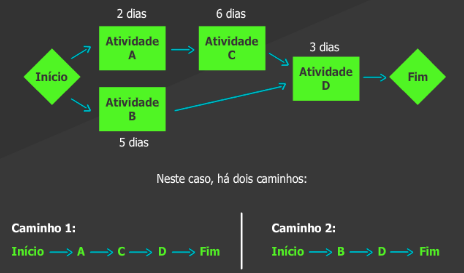 2 dias
6 dias
Atividade
A
Atividade
C
3 dias
Início
Atividade
D
Fim
Atividade
B
5 dias
Neste caso, há dois caminhos:
Caminho 1:
Início A C D Fim
Caminho 2:
Início B D Fim